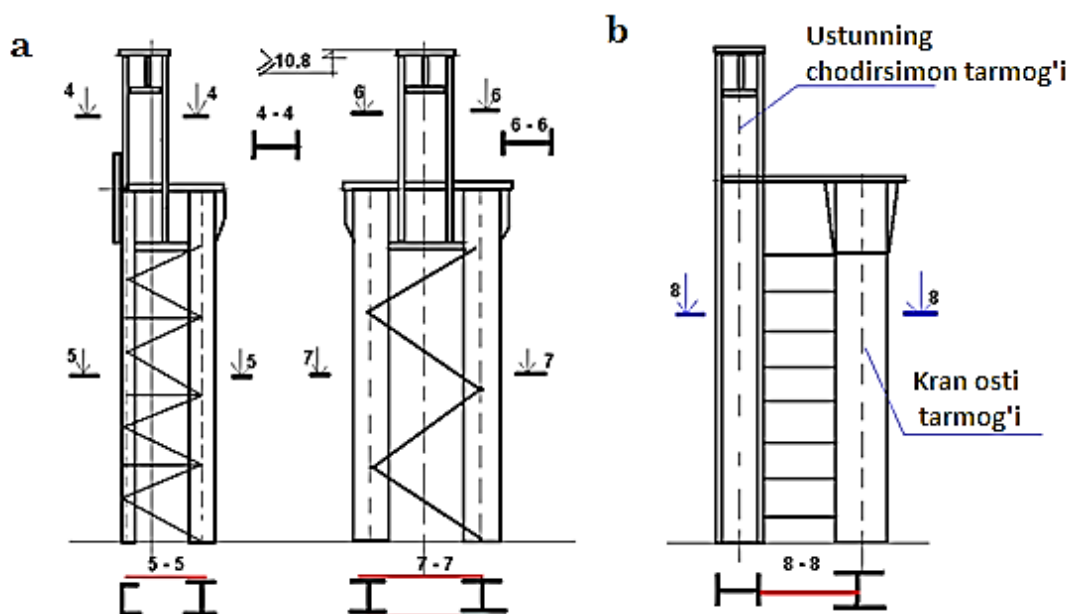 a
b
Ustunning
chodirsimon tarmog'i
⩾10.8
4
4
4 - 4
6
6
6 - 6
5
5
7
7
8
8
Kran osti
tarmog'i
5 - 5
7 - 7
8 - 8